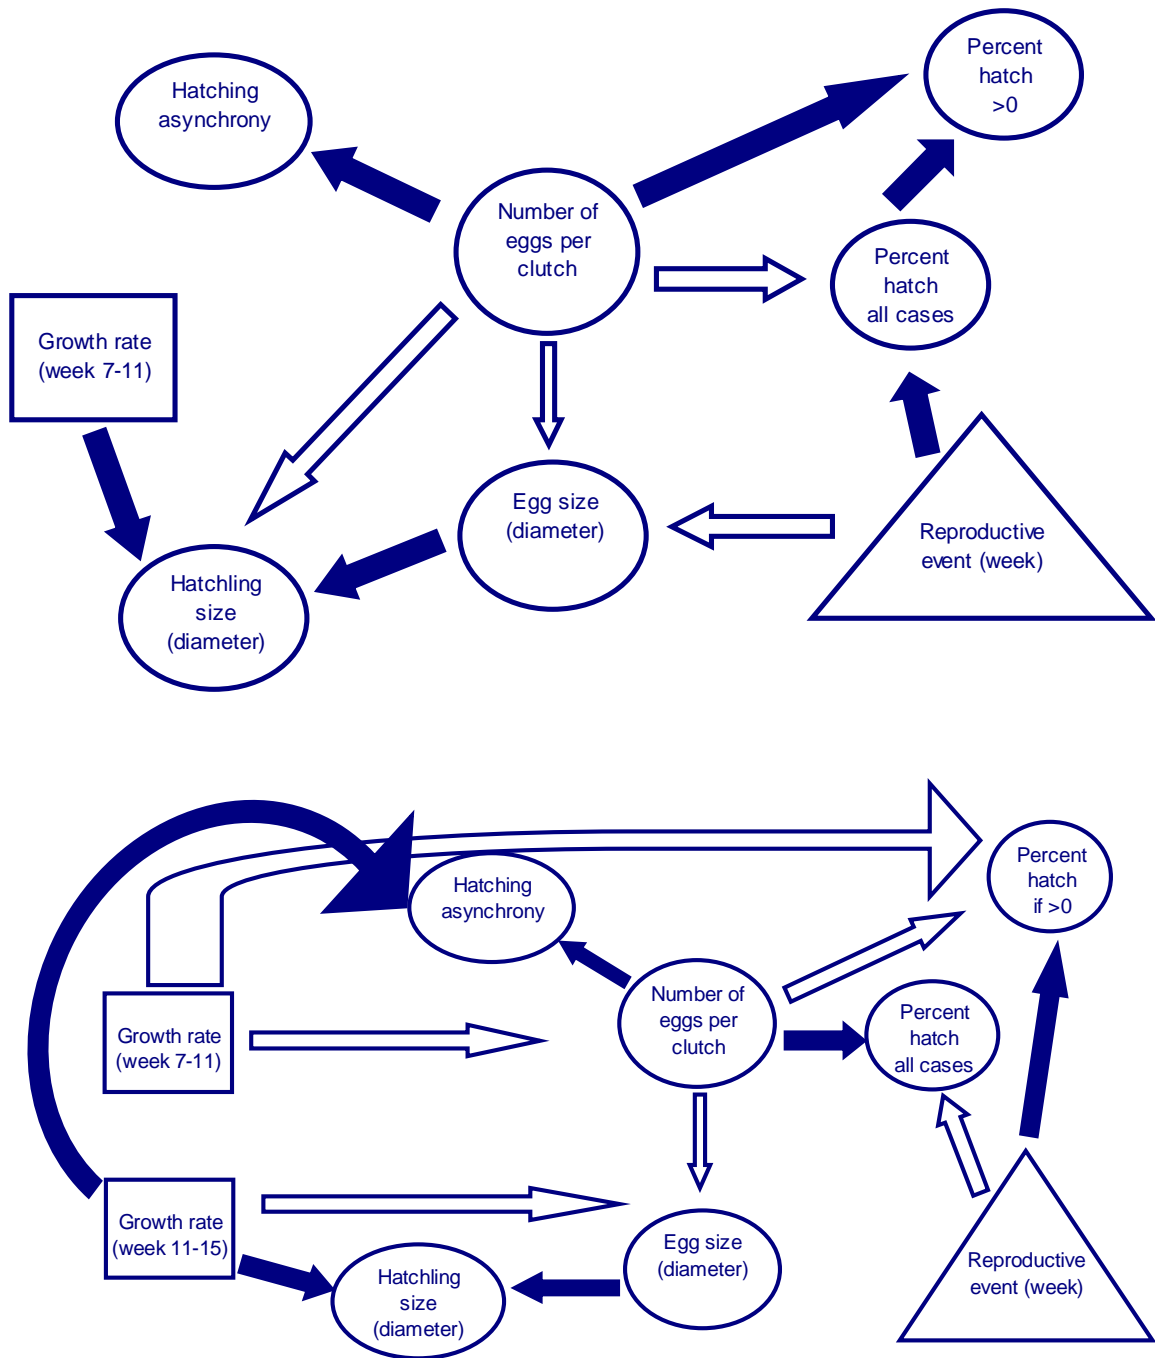 Percent
hatch
>0
Hatching
asynchrony
Number of
eggs per
clutch
Percent
hatch
all cases
Growth rate
(week 7-11)
Egg size
(diameter)
Reproductive
event (week)
Hatchling
size
(diameter)
Percent
hatch
if >0
Hatching
asynchrony
Number of
eggs per
clutch
Percent
hatch
all cases
Growth rate
(week 7-11)
Growth rate
(week 11-15)
Egg size
(diameter)
Reproductive
event (week)
Hatchling
size
(diameter)